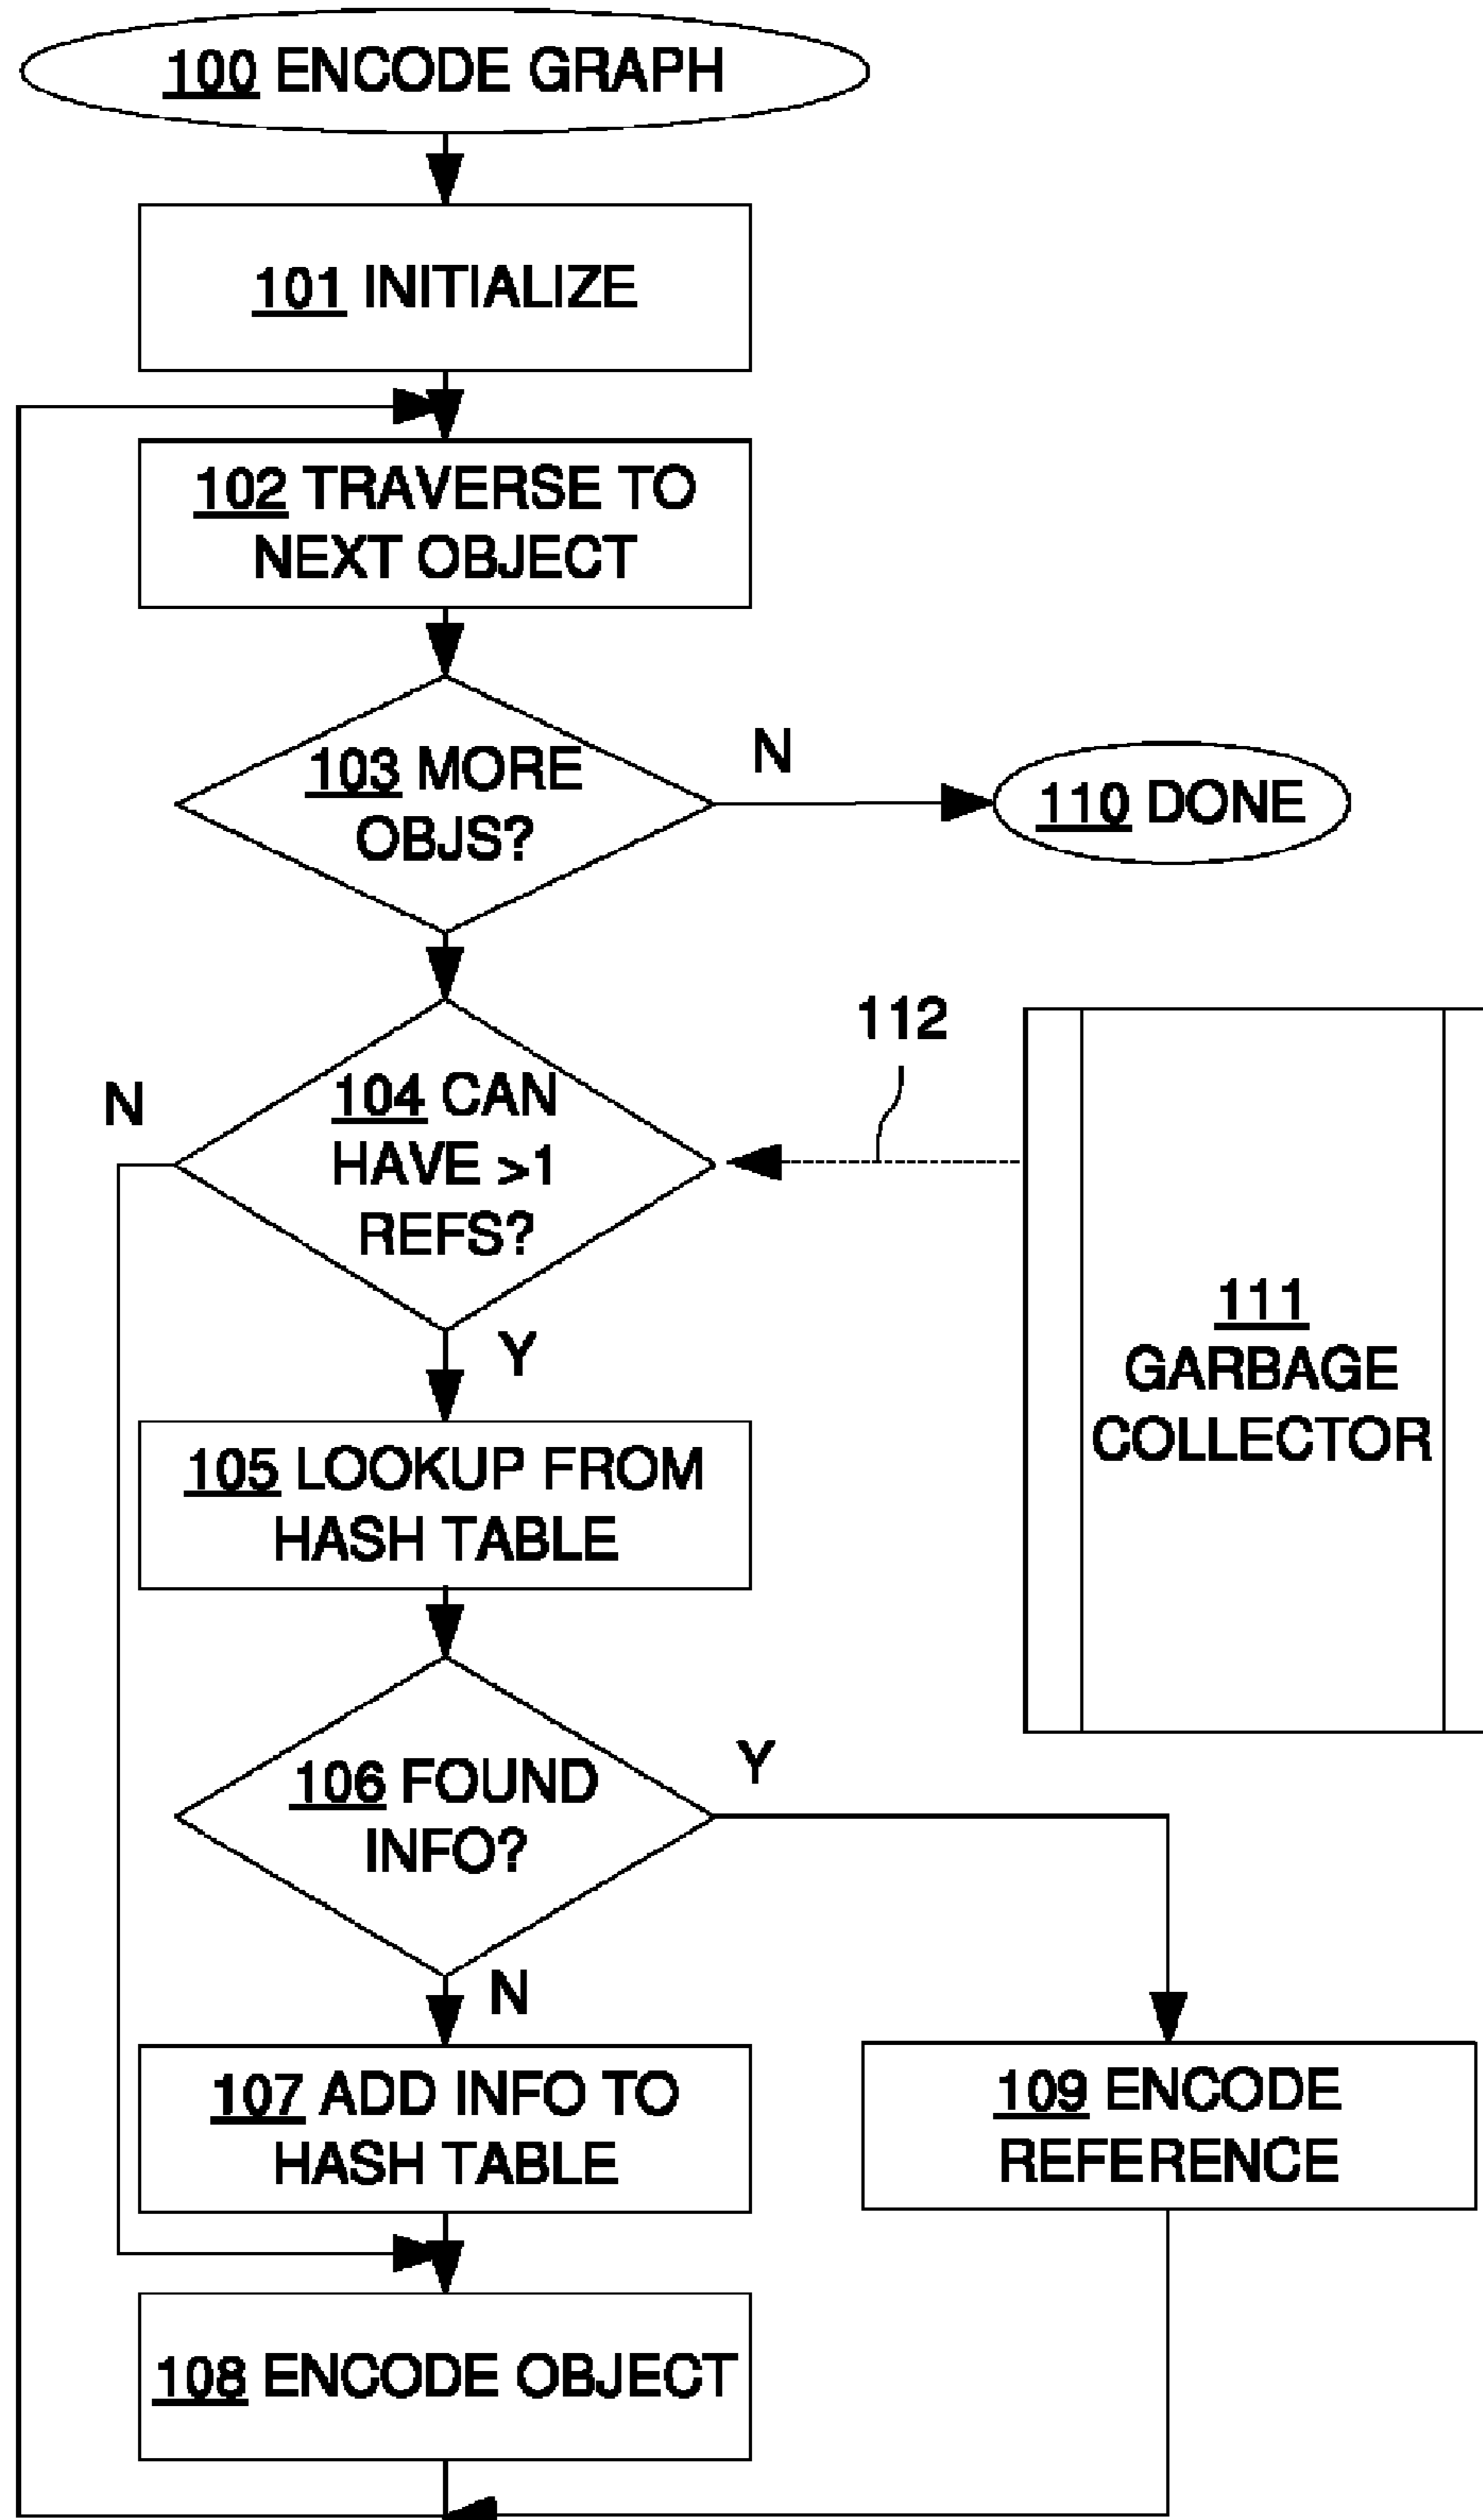 100 ENCODE GRAPH
101 INITIALIZE
102 TRAVERSE TO
NEXT OBJECT
103 MORE
OBJS?
N
110 DONE
104 CAN
HAVE >1
REFS?
N
112
111
GARBAGE
COLLECTOR
Y
105 LOOKUP FROM
HASH TABLE
106 FOUND
INFO?
Y
N
107 ADD INFO TO
HASH TABLE
109 ENCODE
REFERENCE
108 ENCODE OBJECT